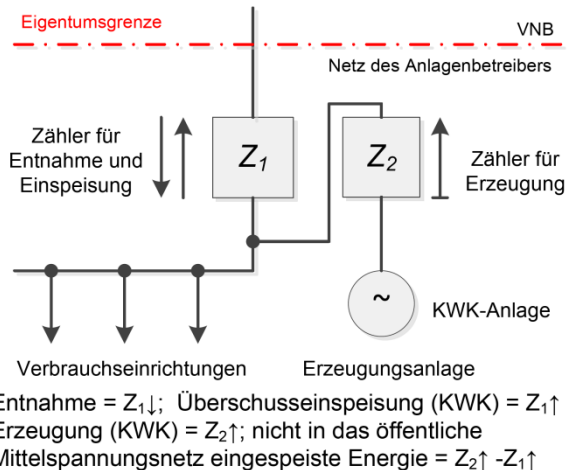 Eigentumsgrenze
VNB
Netz des Anlagenbetreibers
Zähler für
Entnahme und
Einspeisung
Z1
Z2
Zähler für
Erzeugung
~
KWK-Anlage
Verbrauchseinrichtungen
Erzeugungsanlage
Entnahme = Z1↓; Überschusseinspeisung (KWK) = Z1↑
Erzeugung (KWK) = Z2↑; nicht in das öffentliche
Mittelspannungsnetz eingespeiste Energie = Z2↑ -Z1↑